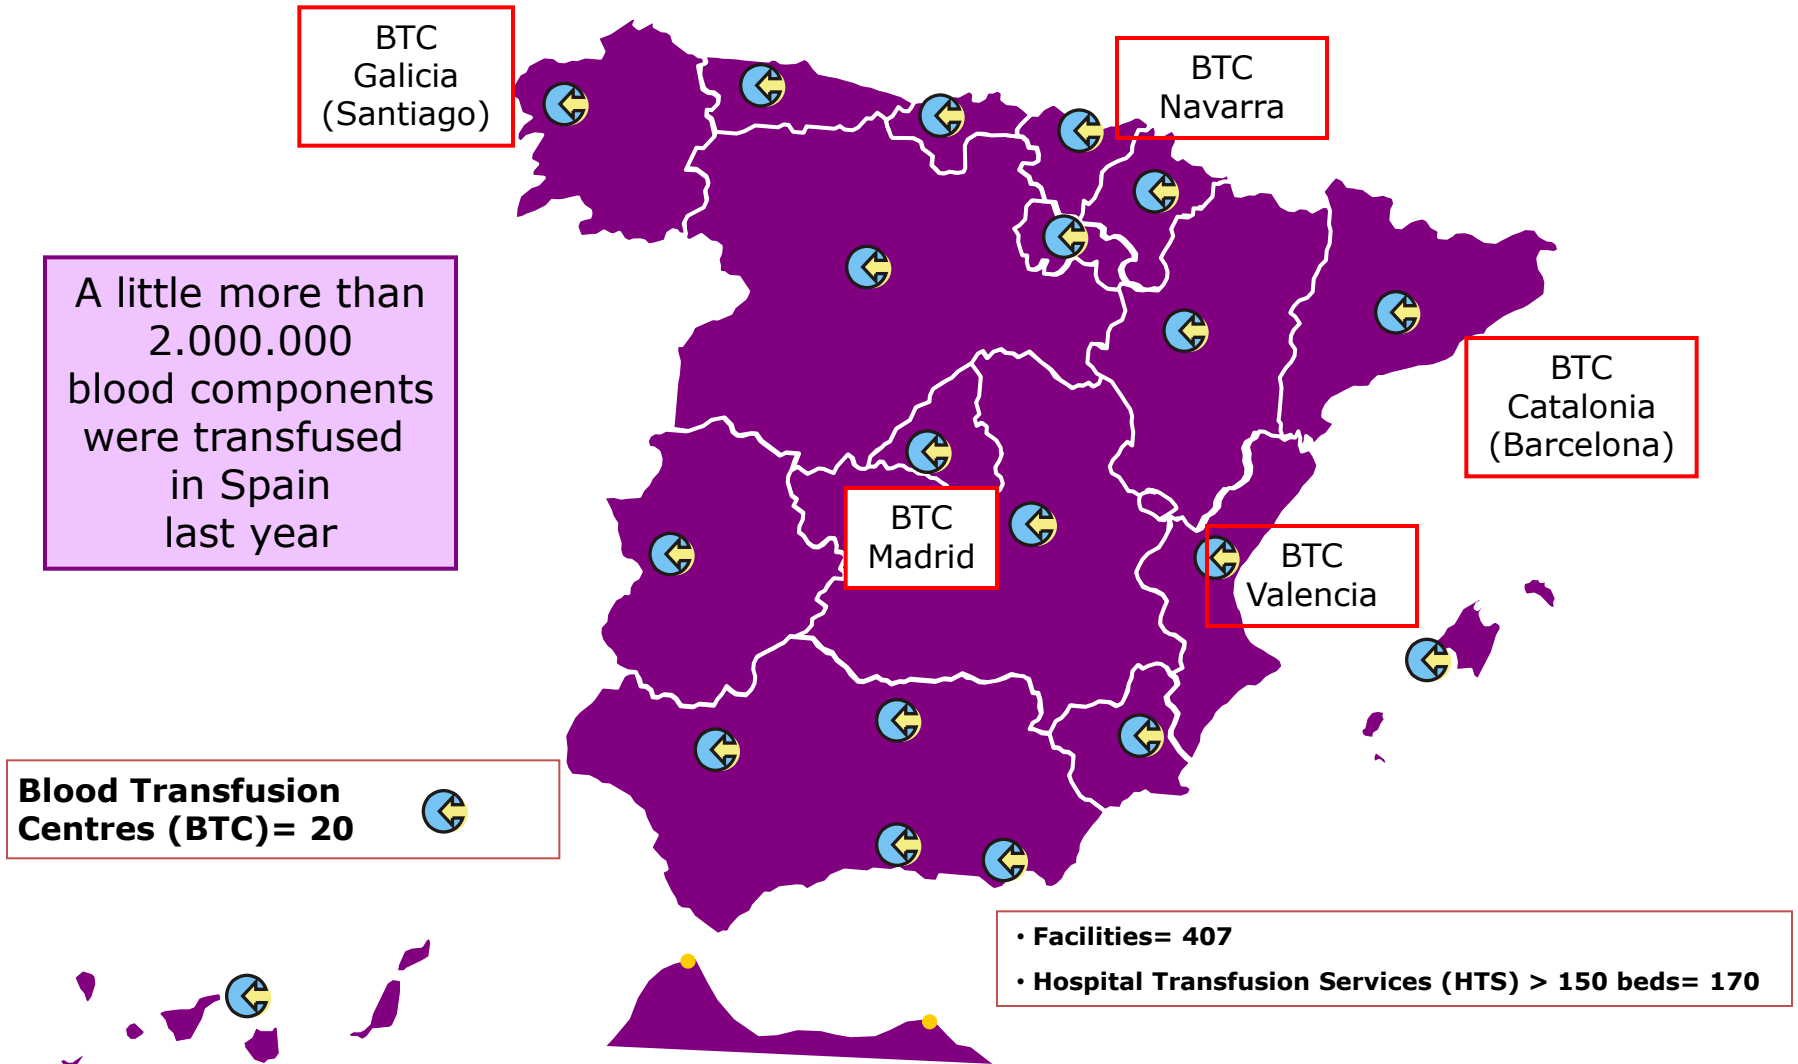 BTC
Galicia
(Santiago)
BTC
Navarra
A little more than
2.000.000
blood components
were transfused
in Spain
last year
BTC
Catalonia
(Barcelona)
BTC
Madrid
BTC
Valencia
Blood Transfusion
Centres (BTC)= 20
· Facilities= 407
· Hospital Transfusion Services (HTS) > 150 beds= 170